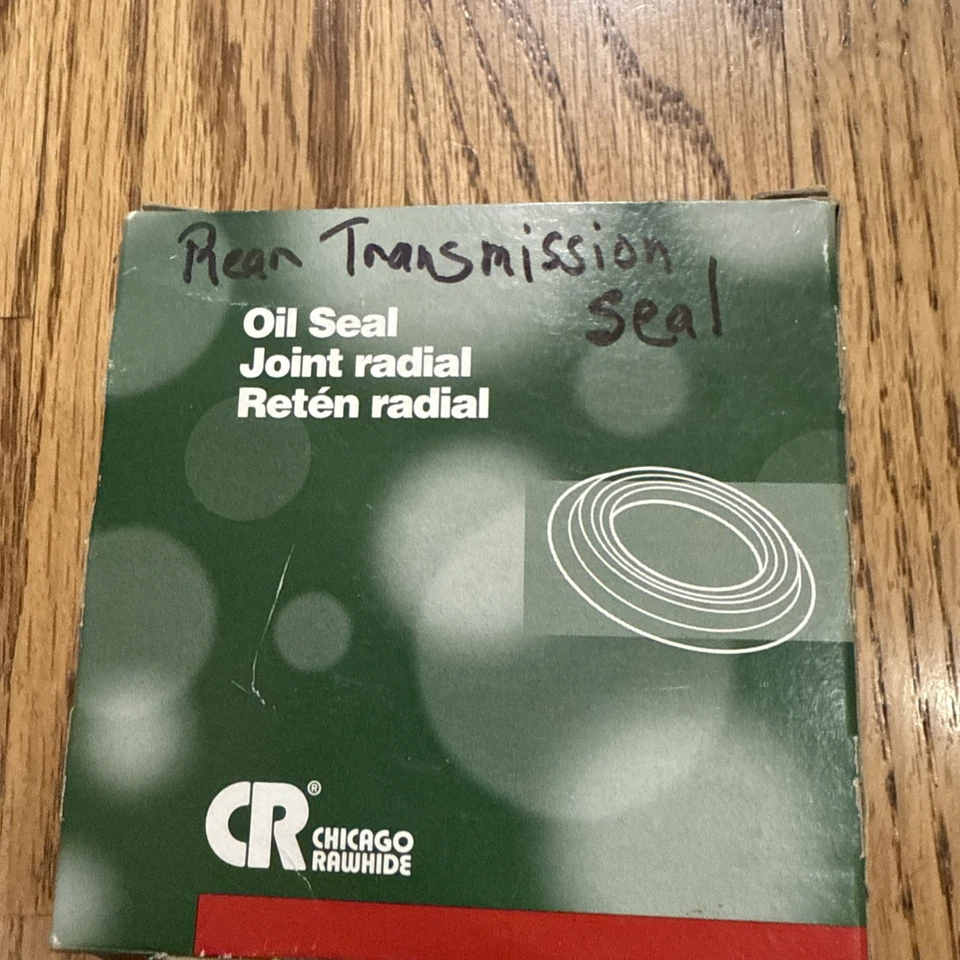 Rear Transmission
seal
Oil Seal
Joint radial
Retén radial
CR®
CHICAGO
RAWHIDE